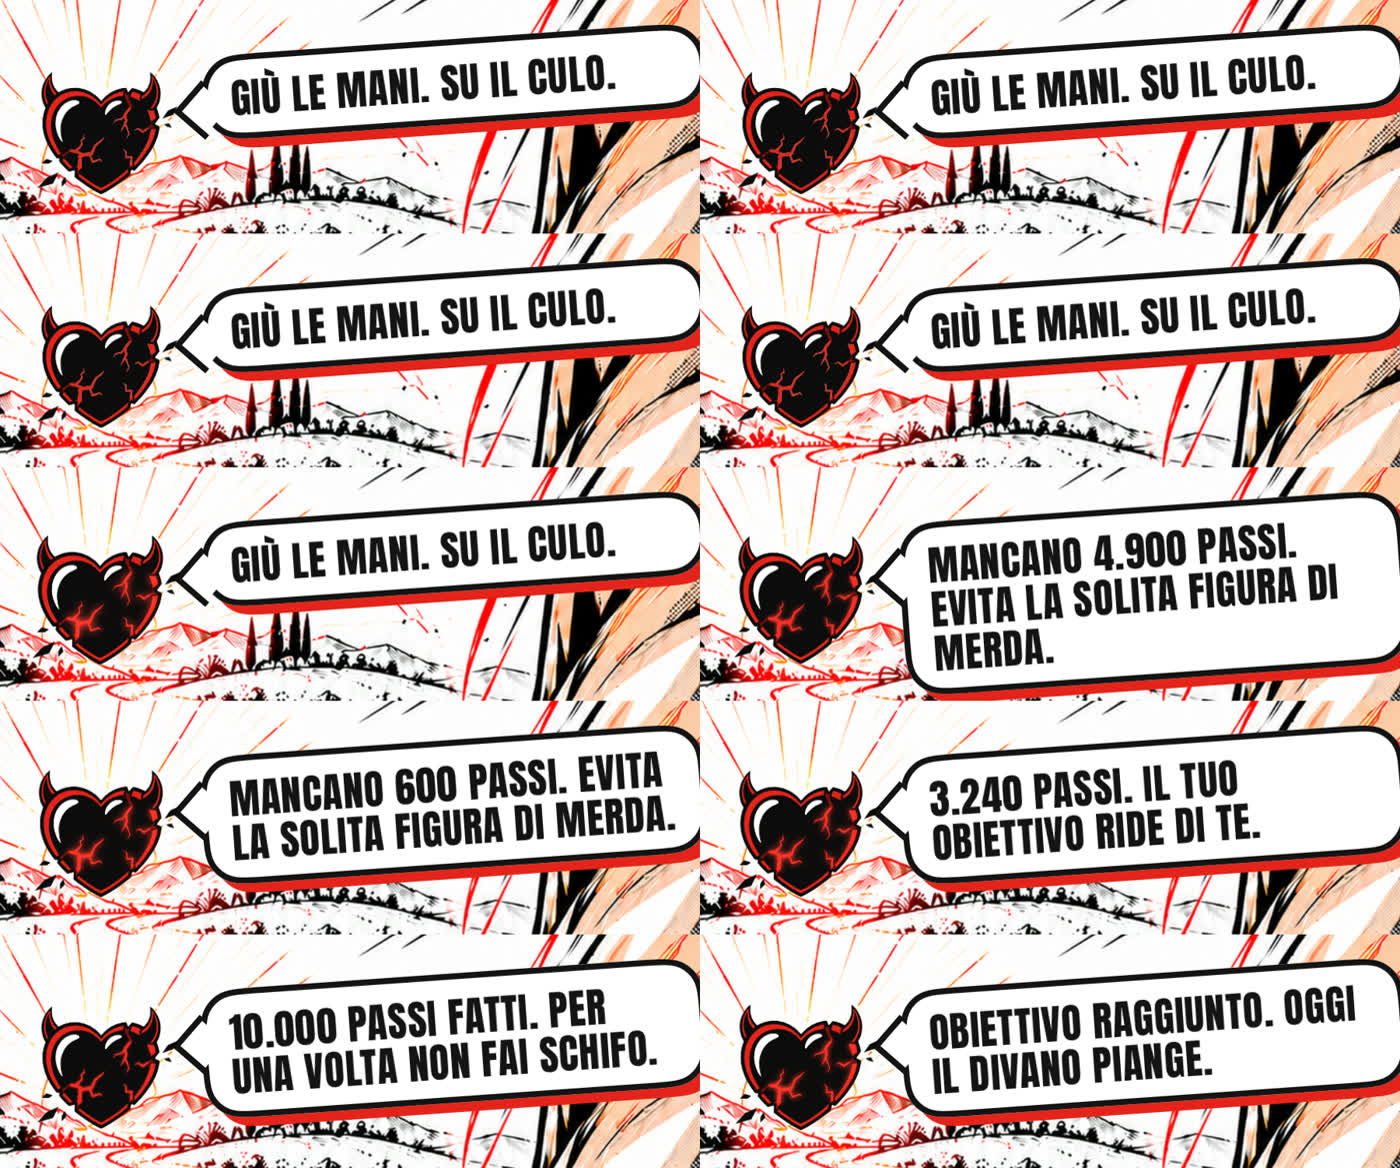 GIÙ LE MANI. SU IL CULO.
GIÙ LE MANI. SU IL CULO.
GIÙ LE MANI. SU IL CULO.
GIÙ LE MANI. SU IL CULO.
GIÙ LE MANI. SU IL CULO.
MANCANO 4.900 PASSI.
EVITA LA SOLITA FIGURA DI
MERDA.
MANCANO 600 PASSI. EVITA
LA SOLITA FIGURA DI MERDA.
3.240 PASSI. IL TUO
OBIETTIVO RIDE DI TE.
10.000 PASSI FATTI. PER
UNA VOLTA NON FAI SCHIFO.
OBIETTIVO RAGGIUNTO. OGGI
IL DIVANO PIANGE.